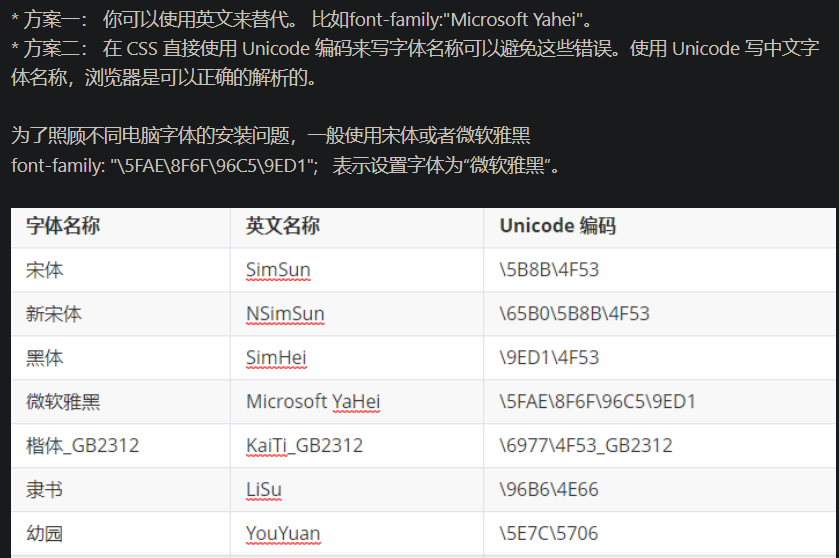 * 方案一： 你可以使用英文来替代。 比如font-family:"Microsoft Yahei"。
* 方案二： 在 CSS 直接使用 Unicode 编码来写字体名称可以避免这些错误。使用 Unicode 写中文字
体名称，浏览器是可以正确的解析的。
为了照顾不同电脑字体的安装问题，一般使用宋体或者微软雅黑
font-family: "\5FAE\8F6F\96C5\9ED1"; 表示设置字体为“微软雅黑”。
字体名称 英文名称 Unicode 编码
宋体 SimSun \5B8B\4F53
新宋体 NSimSun \65B0\5B8B\4F53
黑体 SimHei \9ED1\4F53
微软雅黑 Microsoft YaHei \5FAE\8F6F\96C5\9ED1
楷体_GB2312 KaiTi_GB2312 \6977\4F53_GB2312
隶书 LiSu \96B6\4E66
幼园 YouYuan \5E7C\5706